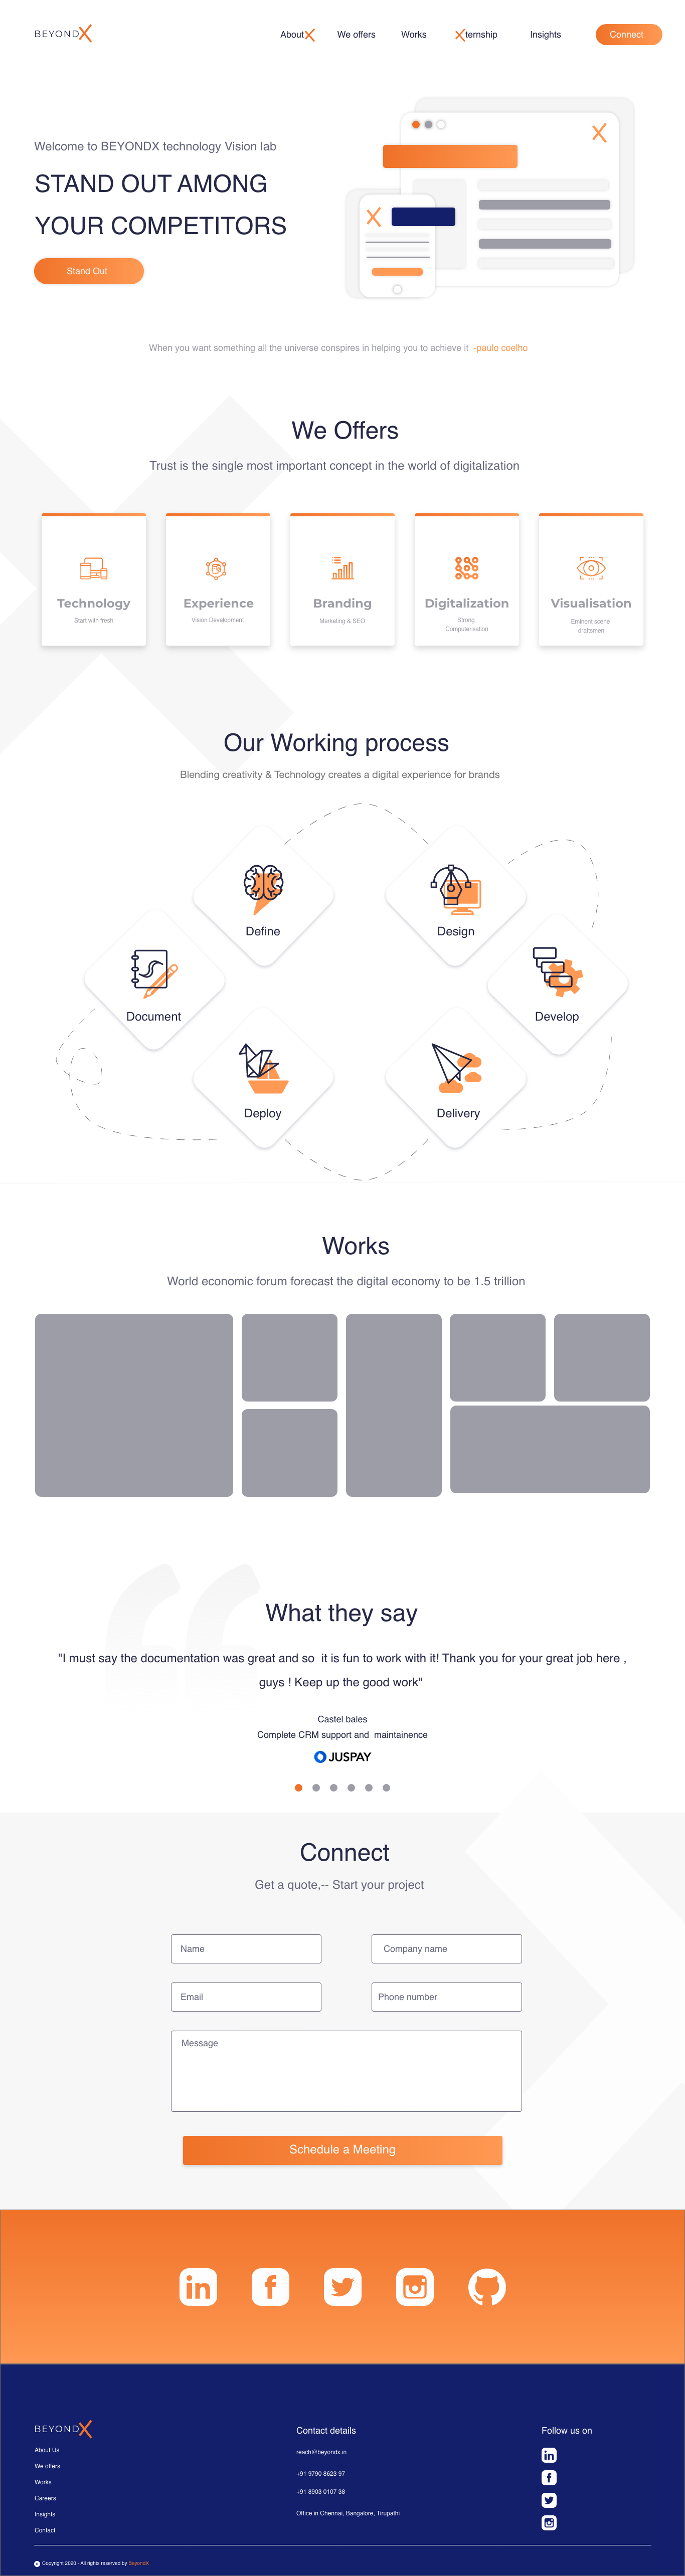 BEYONDX
AboutX We offers Works Xternship Insights Connect
Welcome to BEYONDX technology Vision lab
STAND OUT AMONG
YOUR COMPETITORS
Stand Out
When you want something all the universe conspires in helping you to achieve it -paulo coelho
We Offers
Trust is the single most important concept in the world of digitalization
Technology
Start with fresh
Experience
Vision Development
Branding
Marketing & SEO
Digitalization
Strong
Computerisation
Visualisation
Eminent scene
draftsmen
Our Working process
Blending creativity & Technology creates a digital experience for brands
Define
Design
Document
Develop
Deploy
Delivery
Works
World economic forum forecast the digital economy to be 1.5 trillion
What they say
"I must say the documentation was great and so it is fun to work with it! Thank you for your great job here ,
guys ! Keep up the good work"
Castel bales
Complete CRM support and maintainence
JUSPAY
Connect
Get a quote,-- Start your project
Name
Company name
Email
Phone number
Message
Schedule a Meeting
BEYONDX
About Us
We offers
Works
Careers
Insights
Contact
Contact details
reach@beyondx.in
+91 9790 8623 97
+91 8903 0107 38
Office in Chennai, Bangalore, Tirupathi
Follow us on
Copyright 2020 - All rights reserved by BeyondX